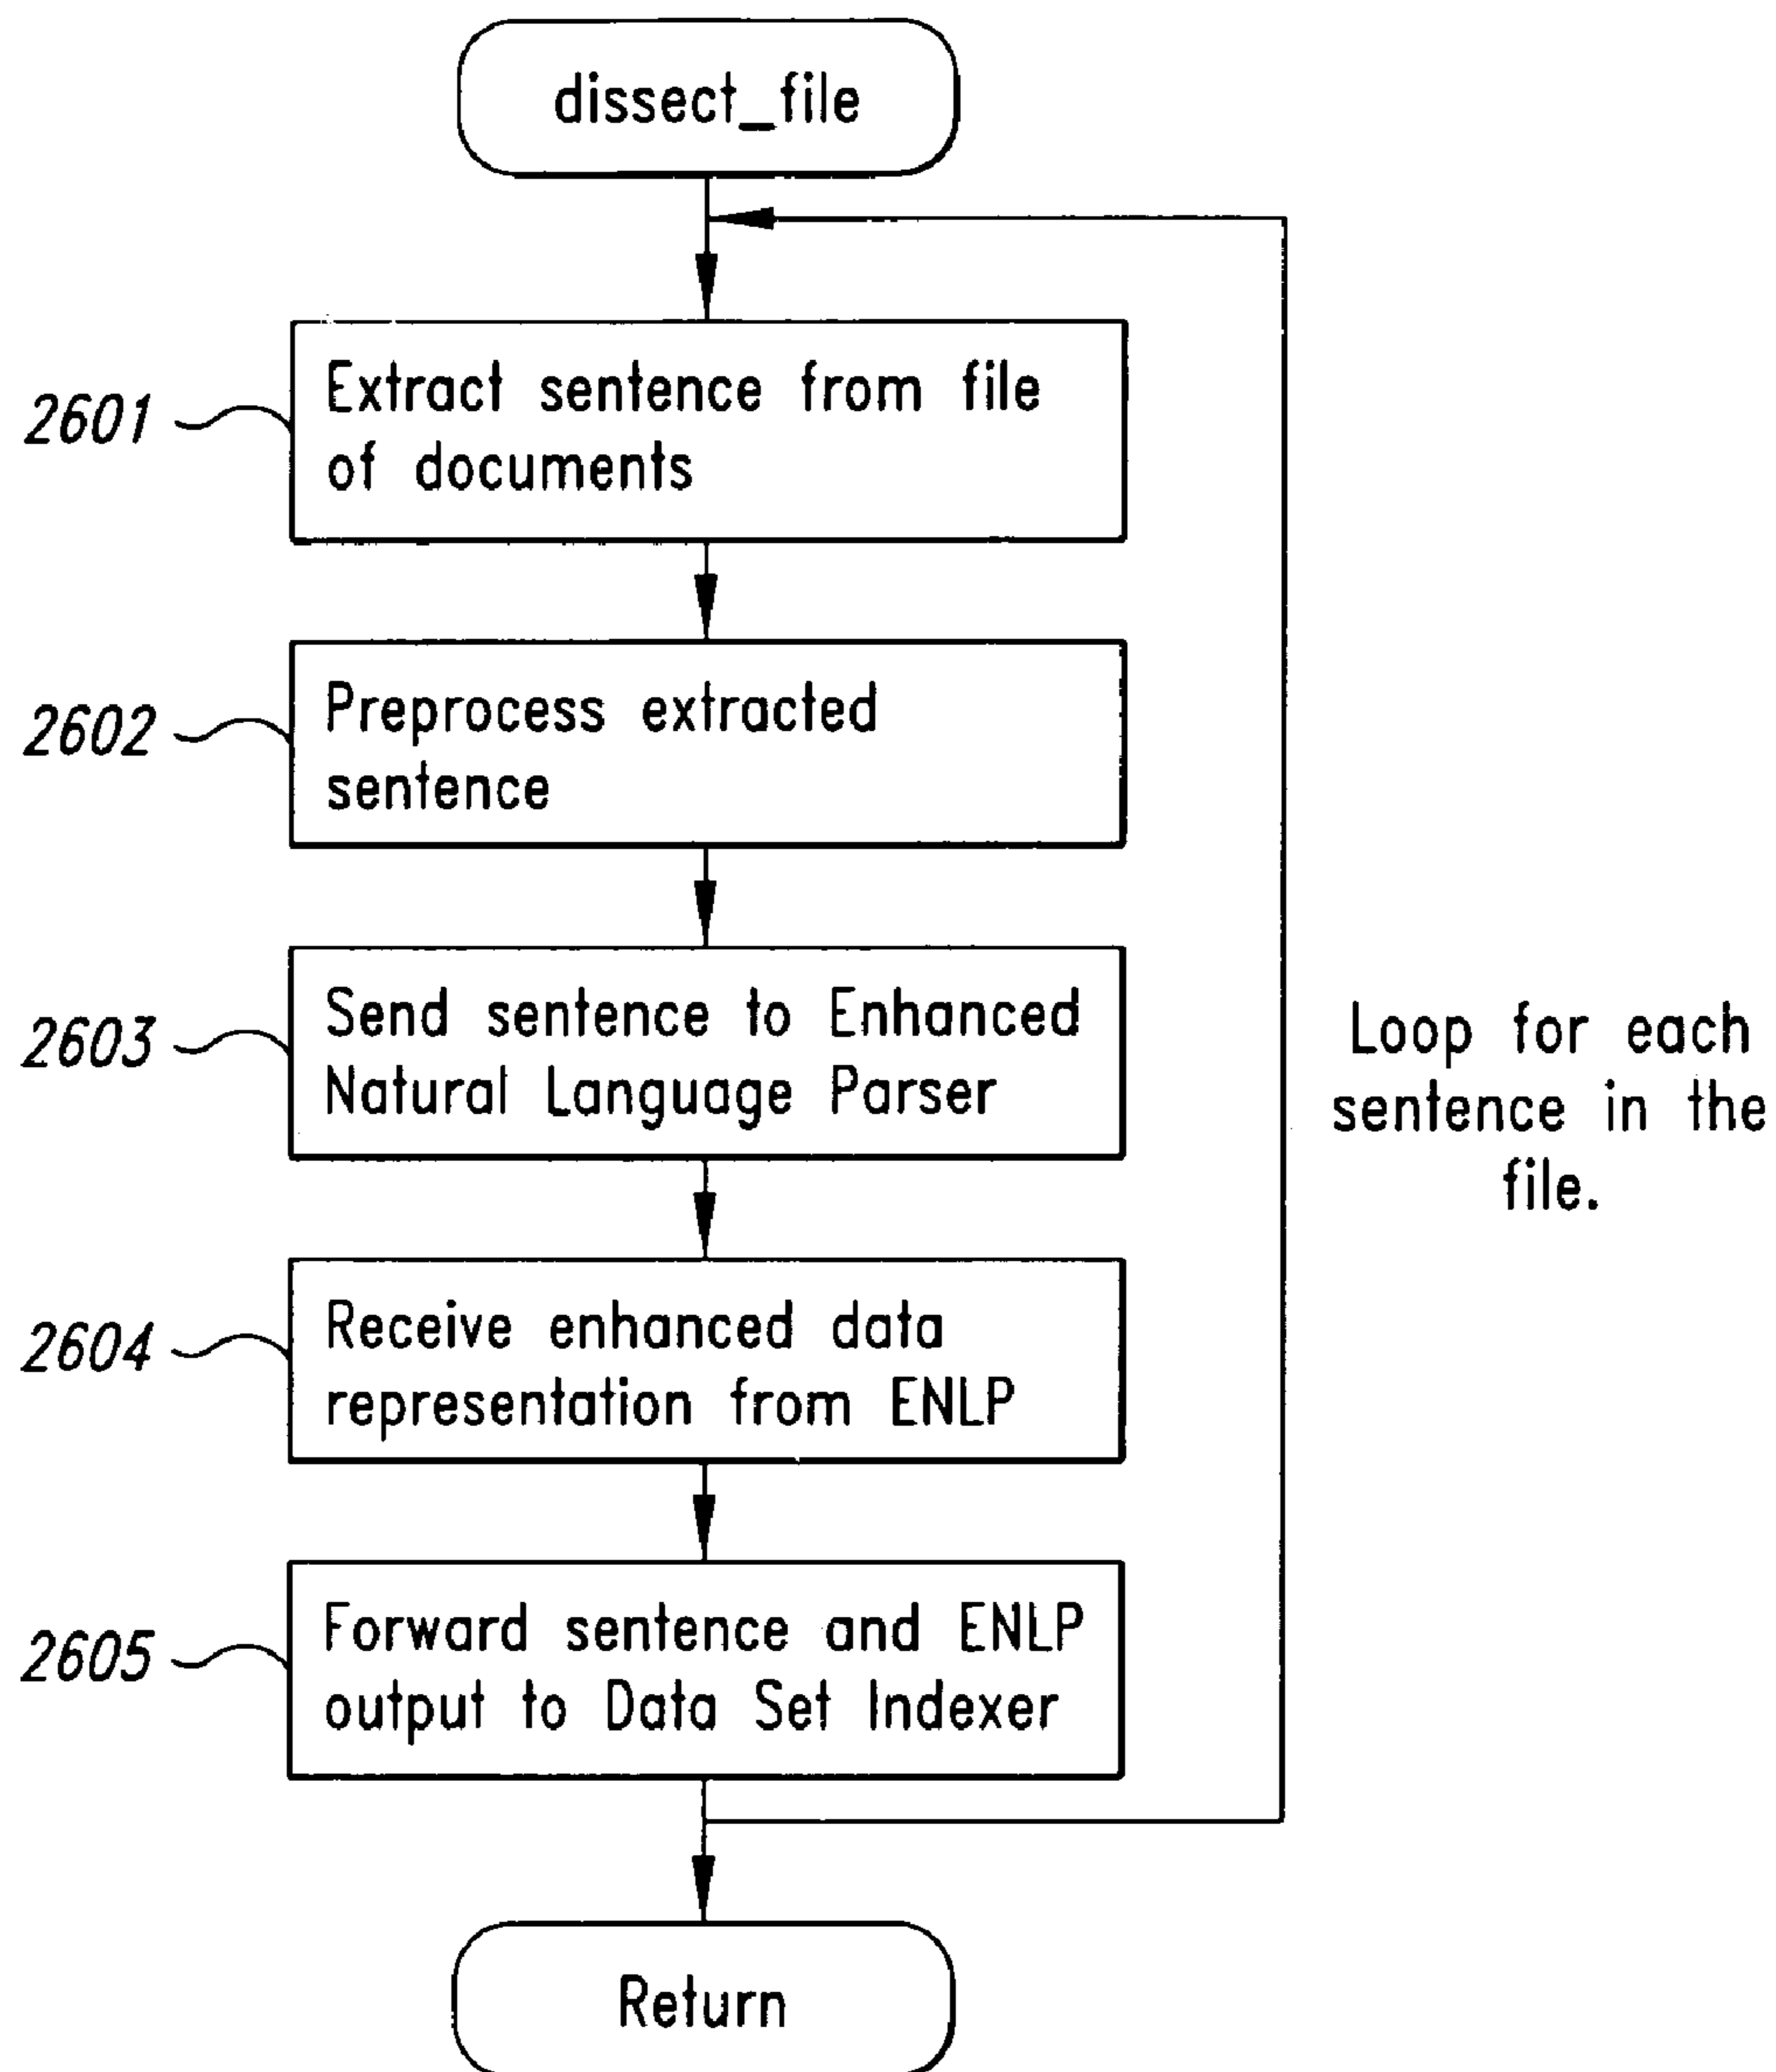 dissect_file
2601
Extract sentence from file
of documents
2602
Preprocess extracted
sentence
2603
Send sentence to Enhanced
Natural Language Parser
Loop for each
sentence in the
file.
2604
Receive enhanced data
representation from ENLP
2605
Forward sentence and ENLP
output to Data Set Indexer
Return